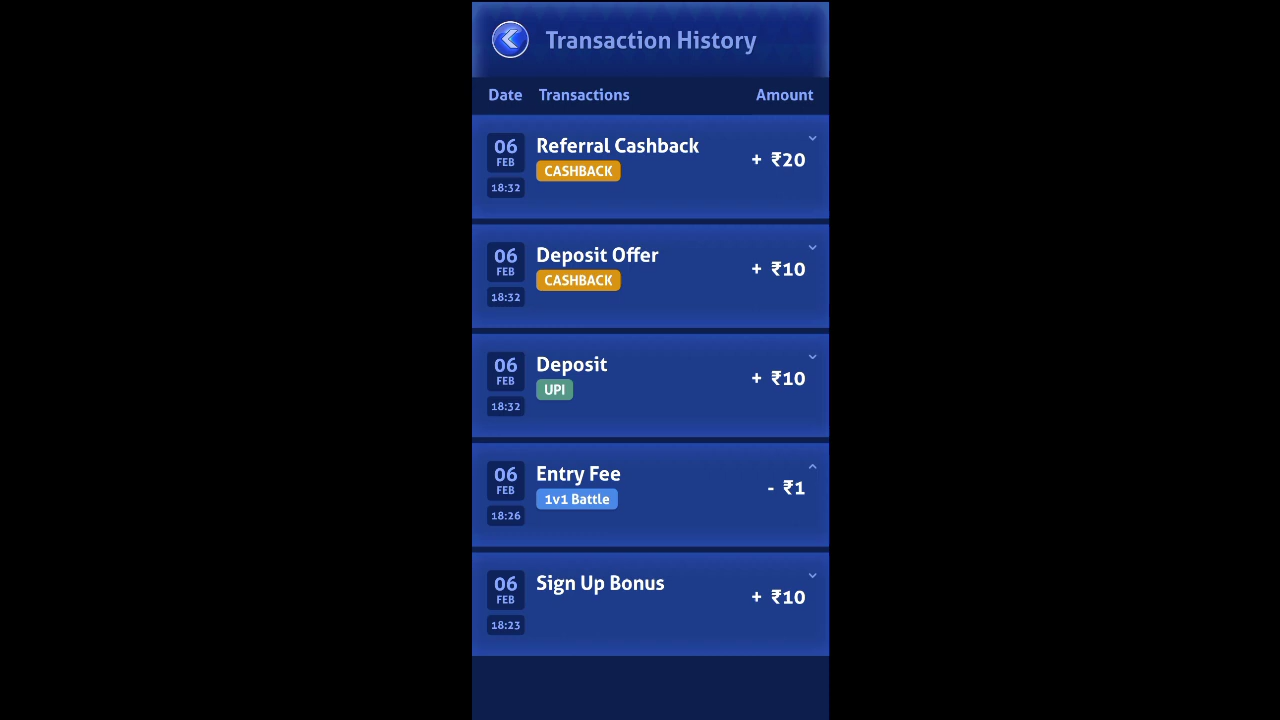 Transaction History
Date Transactions Amount
06 FEB 18:32
Referral Cashback
CASHBACK
+ ₹20
06 FEB 18:32
Deposit Offer
CASHBACK
+ ₹10
06 FEB 18:32
Deposit
UPI
+ ₹10
06 FEB 18:26
Entry Fee
1v1 Battle
- ₹1
06 FEB 18:23
Sign Up Bonus
+ ₹10